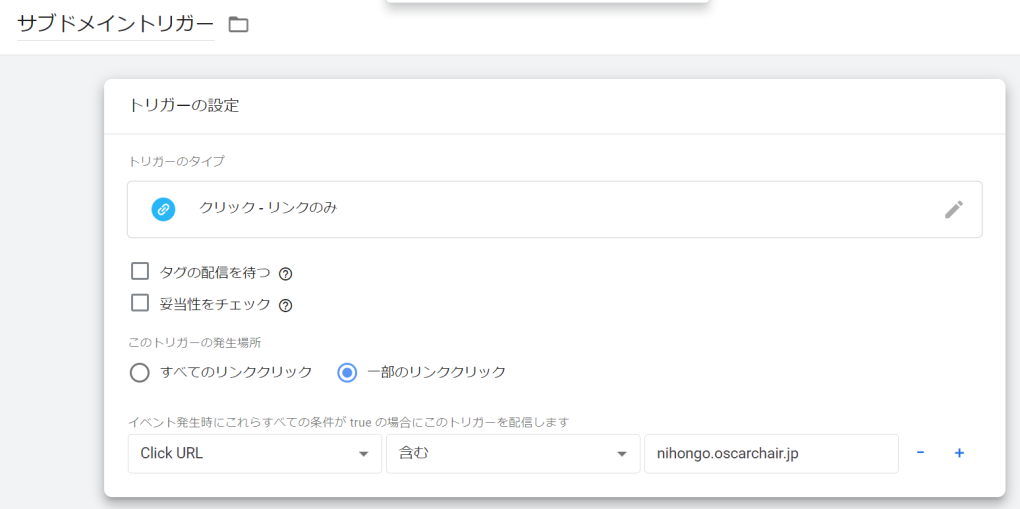 サブドメイントリガー
トリガーの設定
トリガーのタイプ
クリック - リンクのみ
タグの配信を待つ
妥当性をチェック
このトリガーの発生場所
すべてのリンククリック 一部のリンククリック
イベント発生時にこれらすべての条件が true の場合にこのトリガーを配信します
Click URL 含む nihongo.oscarchair.jp - +